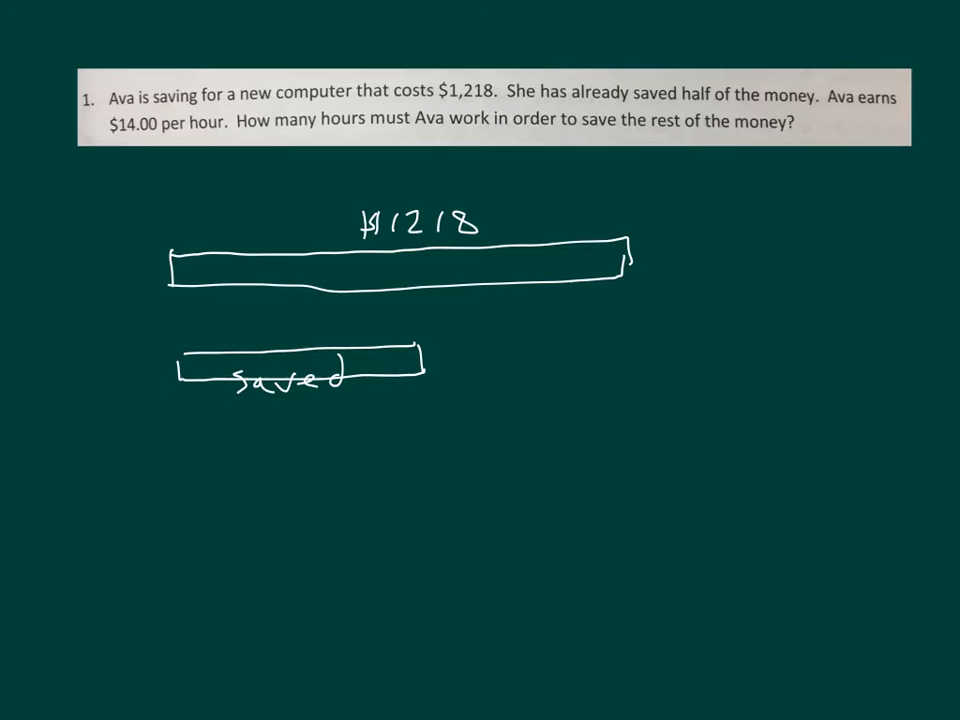 1. Ava is saving for a new computer that costs $1,218. She has already saved half of the money. Ava earns
$14.00 per hour. How many hours must Ava work in order to save the rest of the money?
$1218
saved